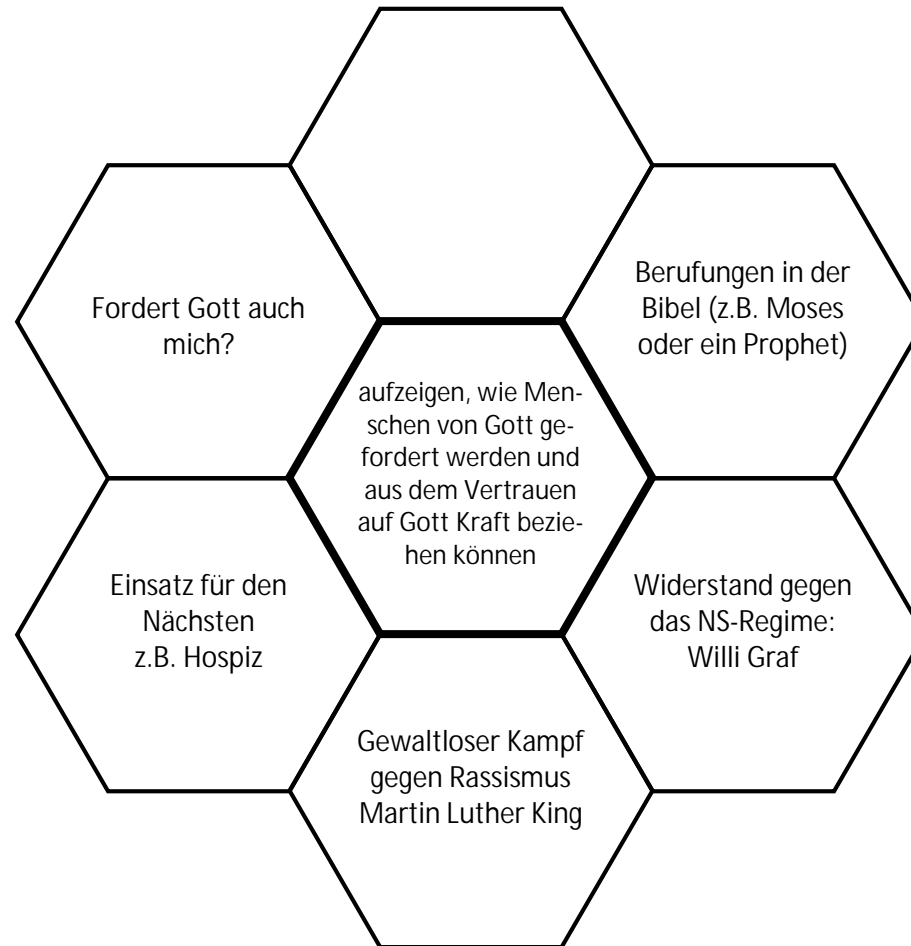 Fordert Gott auch
mich?
Berufungen in der
Bibel (z.B. Moses
oder ein Prophet)
aufzeigen, wie Men-
schen von Gott ge-
fordert werden und
aus dem Vertrauen
auf Gott Kraft bezie-
hen können
Einsatz für den
Nächsten
z.B. Hospiz
Widerstand gegen
das NS-Regime:
Willi Graf
Gewaltloser Kampf
gegen Rassismus
Martin Luther King